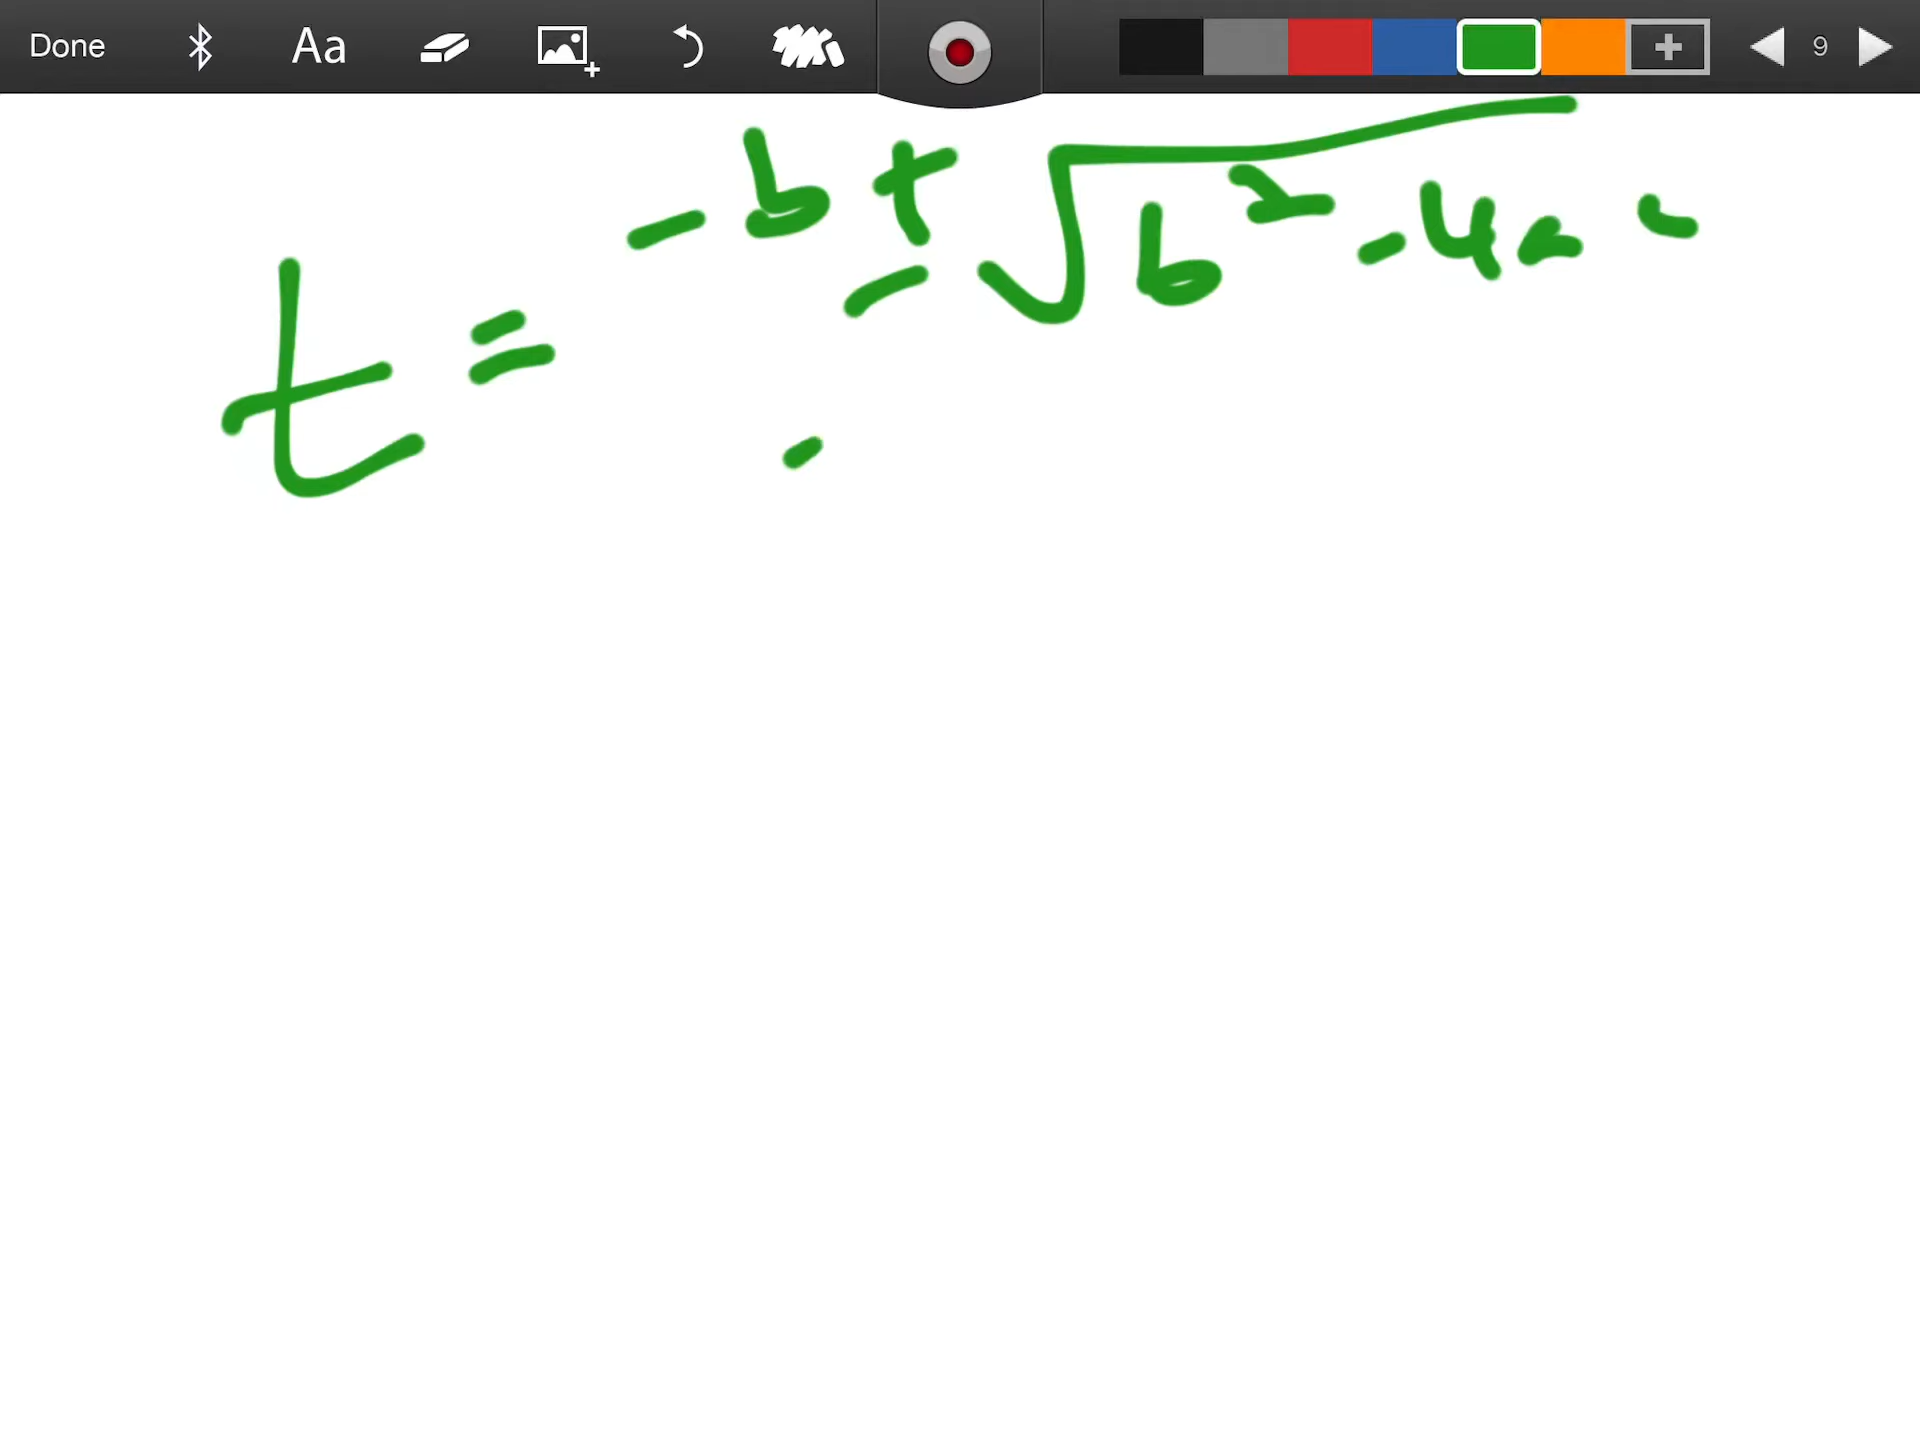 Done Aa 9
t = -b ± √b² -4ac